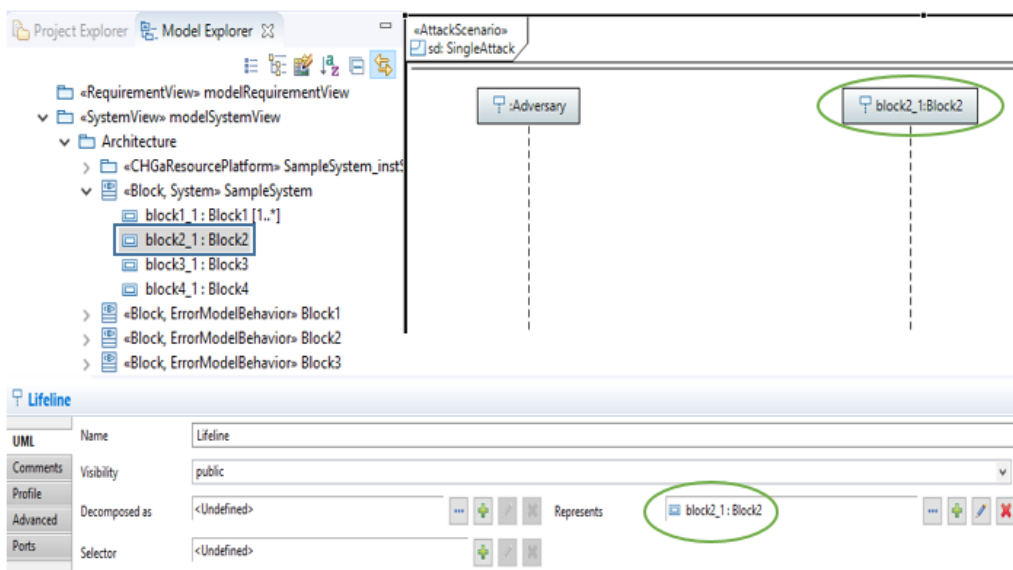 Project Explorer Model Explorer
«RequirementView» modelRequirementView
«SystemView» modelSystemView
Architecture
«CHGaResourcePlatform» SampleSystem_instS
«Block, System» SampleSystem
block1_1 : Block1 [1..*]
block2_1 : Block2
block3_1 : Block3
block4_1 : Block4
«Block, ErrorModelBehavior» Block1
«Block, ErrorModelBehavior» Block2
«Block, ErrorModelBehavior» Block3
«AttackScenario»
sd: SingleAttack
:Adversary
block2_1:Block2
Lifeline
UML
Comments
Profile
Advanced
Ports
Name Lifeline
Visibility public
Decomposed as <Undefined> Represents block2_1 : Block2
Selector <Undefined>